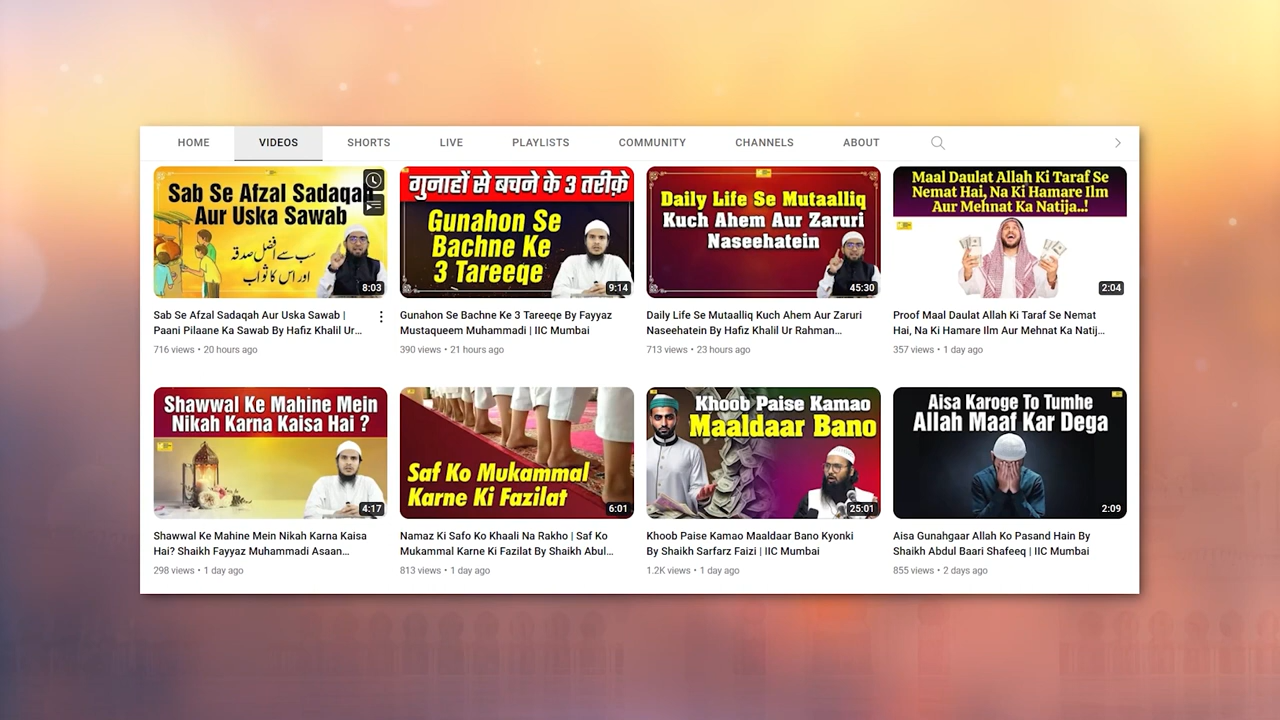 HOME VIDEOS SHORTS LIVE PLAYLISTS COMMUNITY CHANNELS ABOUT
Sab Se Afzal Sadaqah
Aur Uska Sawab
سب سے افضل صدقہ
اور اس کا ثواب
8:03
गुनाहों से बचने के 3 तरीक़े
Gunahon Se
Bachne Ke
3 Tareeqe
9:14
Daily Life Se Mutaalliq
Kuch Ahem Aur Zaruri
Naseehatein
45:30
Maal Daulat Allah Ki Taraf Se
Nemat Hai, Na Ki Hamare Ilm
Aur Mehnat Ka Natija..!
2:04
Sab Se Afzal Sadaqah Aur Uska Sawab |
Paani Pilaane Ka Sawab By Hafiz Khalil Ur...
716 views • 20 hours ago
Gunahon Se Bachne Ke 3 Tareeqe By Fayyaz
Mustaqueem Muhammadi | IIC Mumbai
390 views • 21 hours ago
Daily Life Se Mutaalliq Kuch Ahem Aur Zaruri
Naseehatein By Hafiz Khalil Ur Rahman...
713 views • 23 hours ago
Proof Maal Daulat Allah Ki Taraf Se Nemat
Hai, Na Ki Hamare Ilm Aur Mehnat Ka Natij...
357 views • 1 day ago
Shawwal Ke Mahine Mein
Nikah Karna Kaisa Hai ?
4:17
Saf Ko Mukammal
Karne Ki Fazilat
6:01
Khoob Paise Kamao
Maaldaar Bano
25:01
Aisa Karoge To Tumhe
Allah Maaf Kar Dega
2:09
Shawwal Ke Mahine Mein Nikah Karna Kaisa
Hai? Shaikh Fayyaz Muhammadi Asaan...
298 views • 1 day ago
Namaz Ki Safo Ko Khaali Na Rakho | Saf Ko
Mukammal Karne Ki Fazilat By Shaikh Abul...
813 views • 1 day ago
Khoob Paise Kamao Maaldaar Bano Kyonki
By Shaikh Sarfarz Faizi | IIC Mumbai
1.2K views • 1 day ago
Aisa Gunahgaar Allah Ko Pasand Hain By
Shaikh Abdul Baari Shafeeq | IIC Mumbai
855 views • 2 days ago